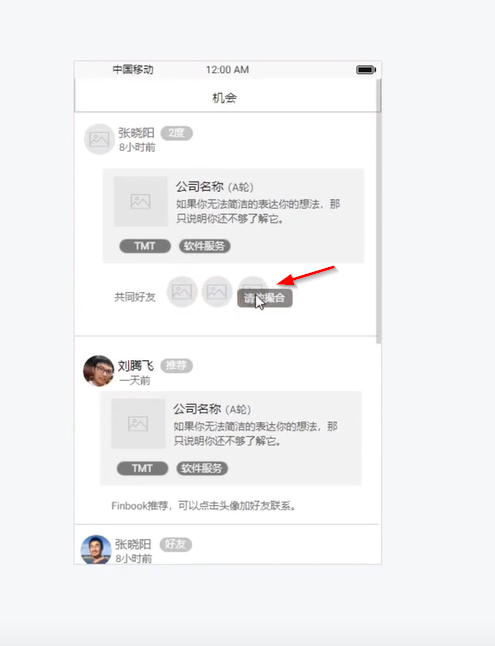 中国移动 12:00 AM
机会
张晓阳 2度
8小时前
公司名称 (A轮)
如果你无法简洁的表达你的想法，那
只说明你还不够了解它。
TMT 软件服务
共同好友
请 撮合
刘腾飞 推荐
一天前
公司名称 (A轮)
如果你无法简洁的表达你的想法，那
只说明你还不够了解它。
TMT 软件服务
Finbook推荐，可以点击头像加好友联系。
张晓阳 好友
8小时前